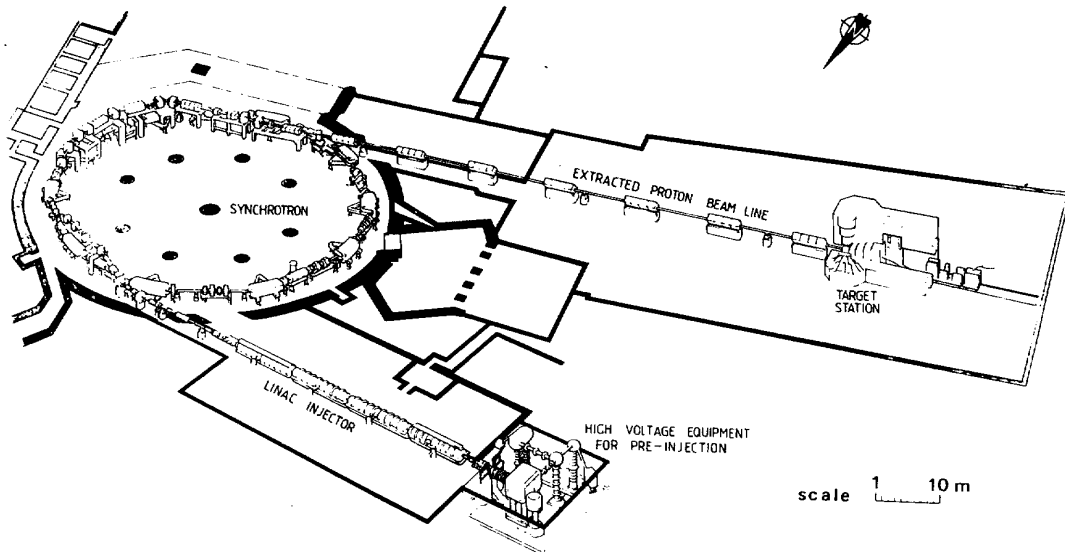 EXTRACTED PROTON BEAM LINE
SYNCHROTRON
TARGET
STATION
LINAC INJECTOR
HIGH VOLTAGE EQUIPMENT
FOR PRE-INJECTION
scale 1 10 m